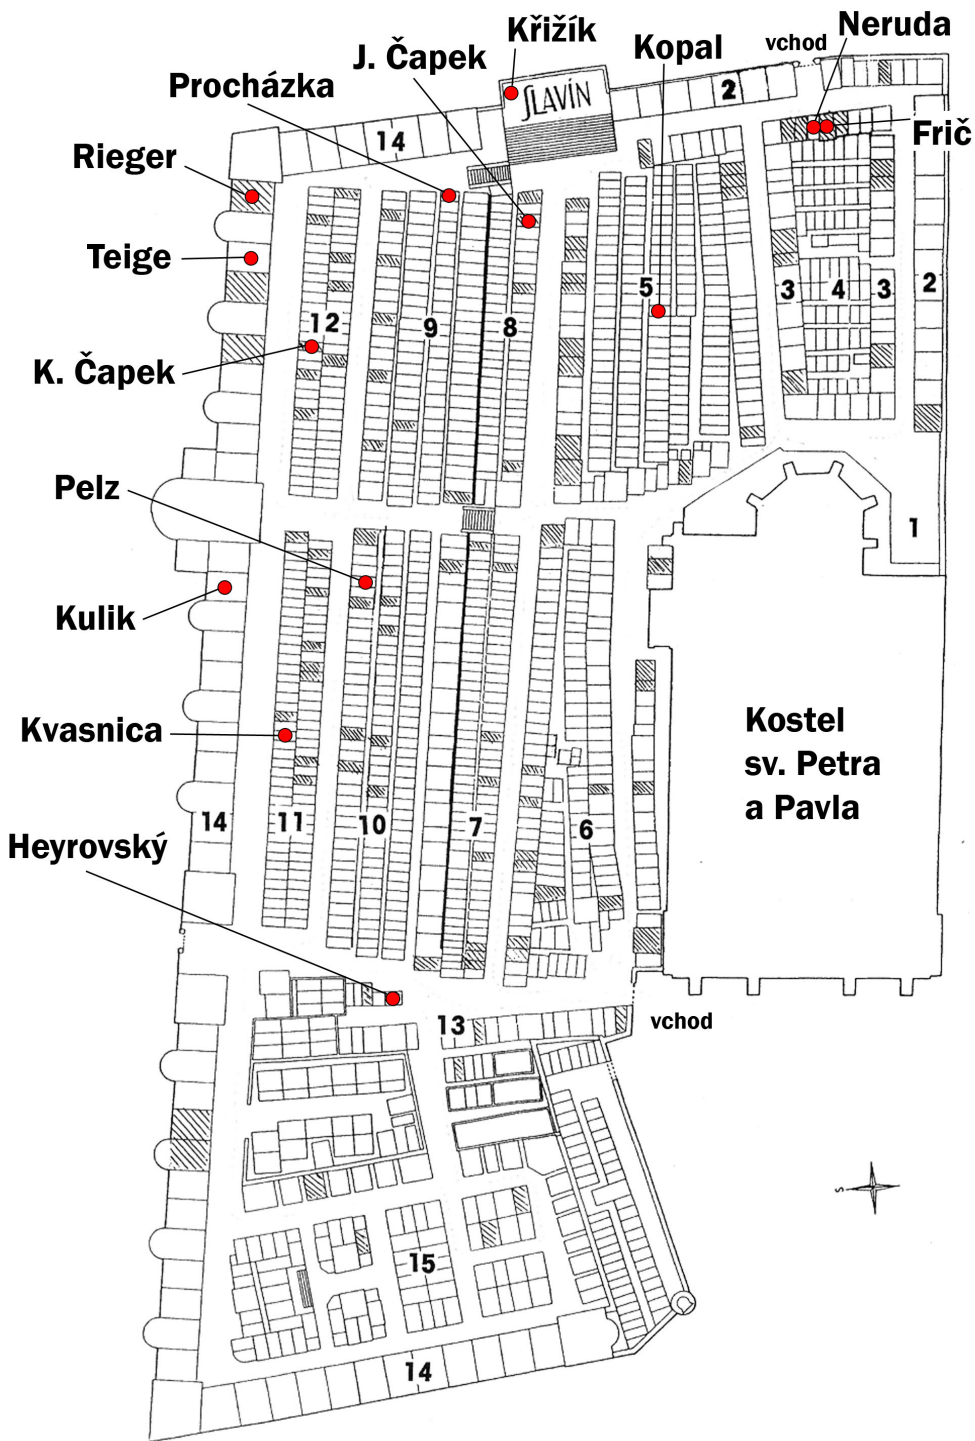 Neruda
Křižík
vchod
Kopal
J. Čapek
Procházka
SLAVÍN
2
Frič
14
Rieger
Teige
5
3
4
3
2
12
9
8
K. Čapek
Pelz
1
Kulik
Kvasnica
Kostel
sv. Petra
a Pavla
14
11
10
7
6
Heyrovský
13
vchod
S
15
14